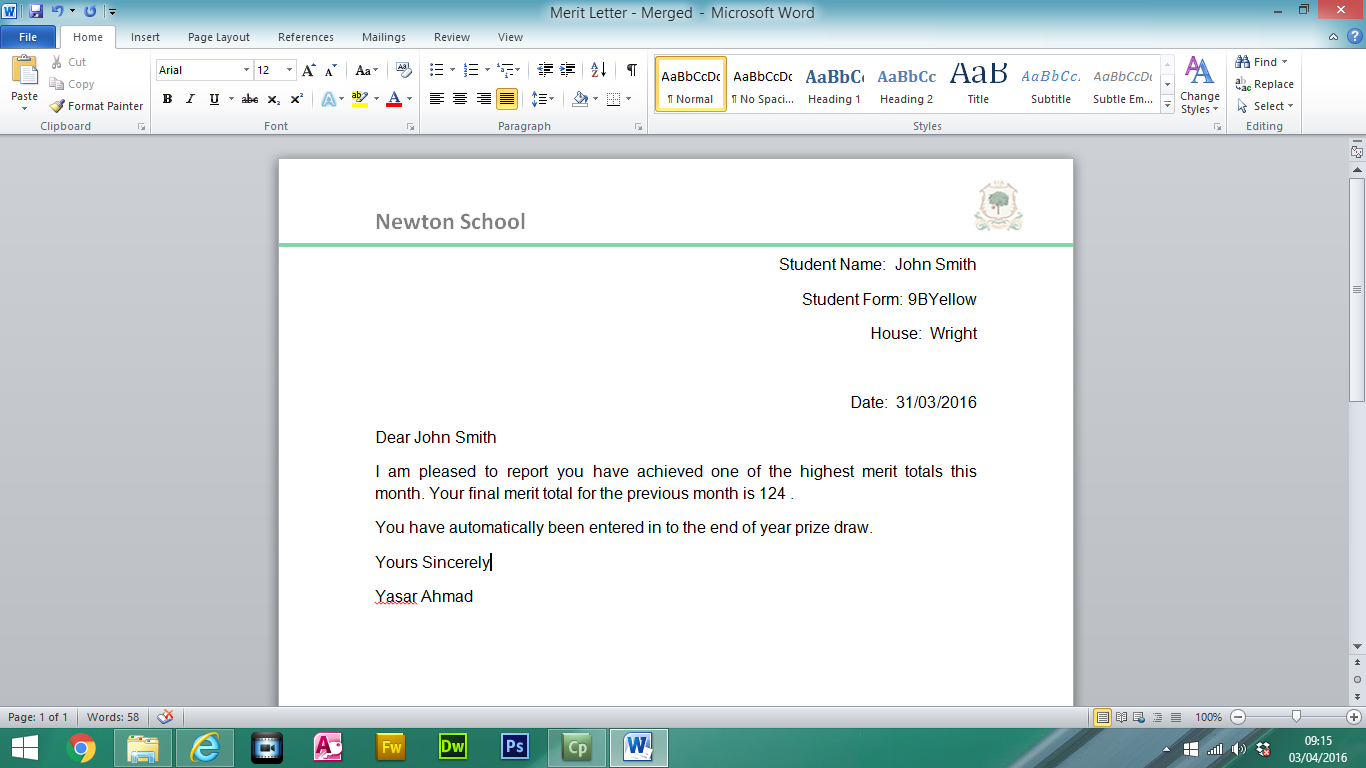 Merit Letter - Merged - Microsoft Word
File Home Insert Page Layout References Mailings Review View
Paste
Cut
Copy
Format Painter
Clipboard
Arial 12
B I U abc x₂ x²
Font
Paragraph
AaBbCcDc AaBbCcDc AaBbC AaBbCc AaB AaBbCc. AaBbCcDc
¶ Normal ¶ No Spaci... Heading 1 Heading 2 Title Subtitle Subtle Em...
Change Styles
Styles
Find
Replace
Select
Editing
Newton School
Student Name: John Smith
Student Form: 9BYellow
House: Wright
Date: 31/03/2016
Dear John Smith
I am pleased to report you have achieved one of the highest merit totals this
month. Your final merit total for the previous month is 124 .
You have automatically been entered in to the end of year prize draw.
Yours Sincerely
Yasar Ahmad
Page: 1 of 1 Words: 58 100%
Fw Dw Ps Cp
09:15
03/04/2016